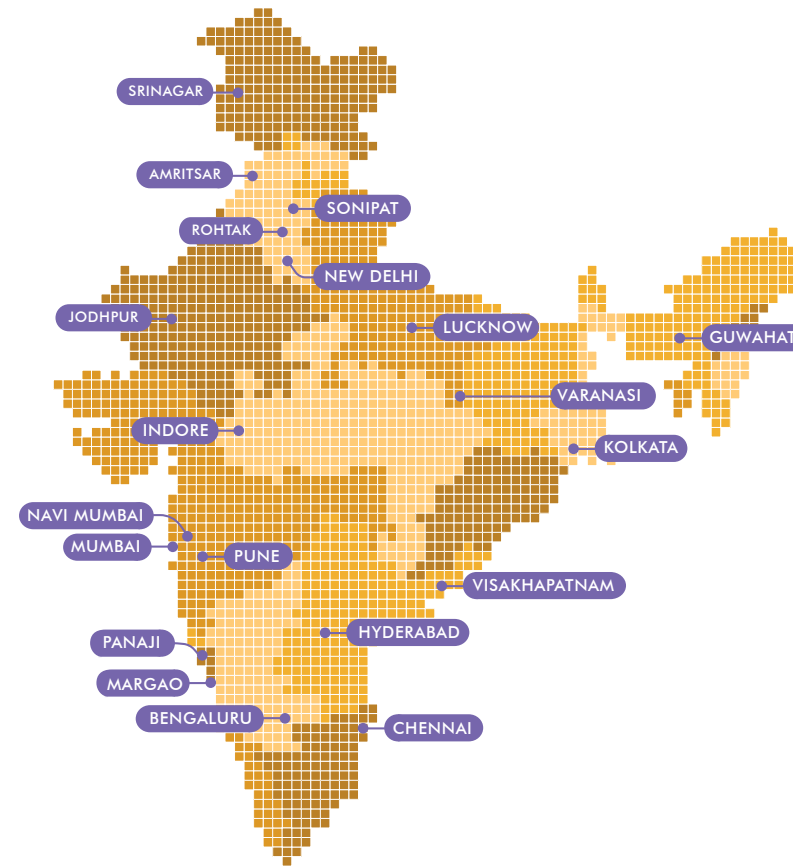 SRINAGAR
AMRITSAR
SONIPAT
ROHTAK
NEW DELHI
JODHPUR
LUCKNOW
GUWAHAT
VARANASI
INDORE
KOLKATA
NAVI MUMBAI
MUMBAI
PUNE
VISAKHAPATNAM
HYDERABAD
PANAJI
MARGAO
BENGALURU
CHENNAI